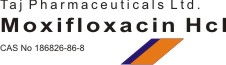 Taj Pharmaceuticals Ltd.
Moxifloxacin Hcl
CAS No 186826-86-8